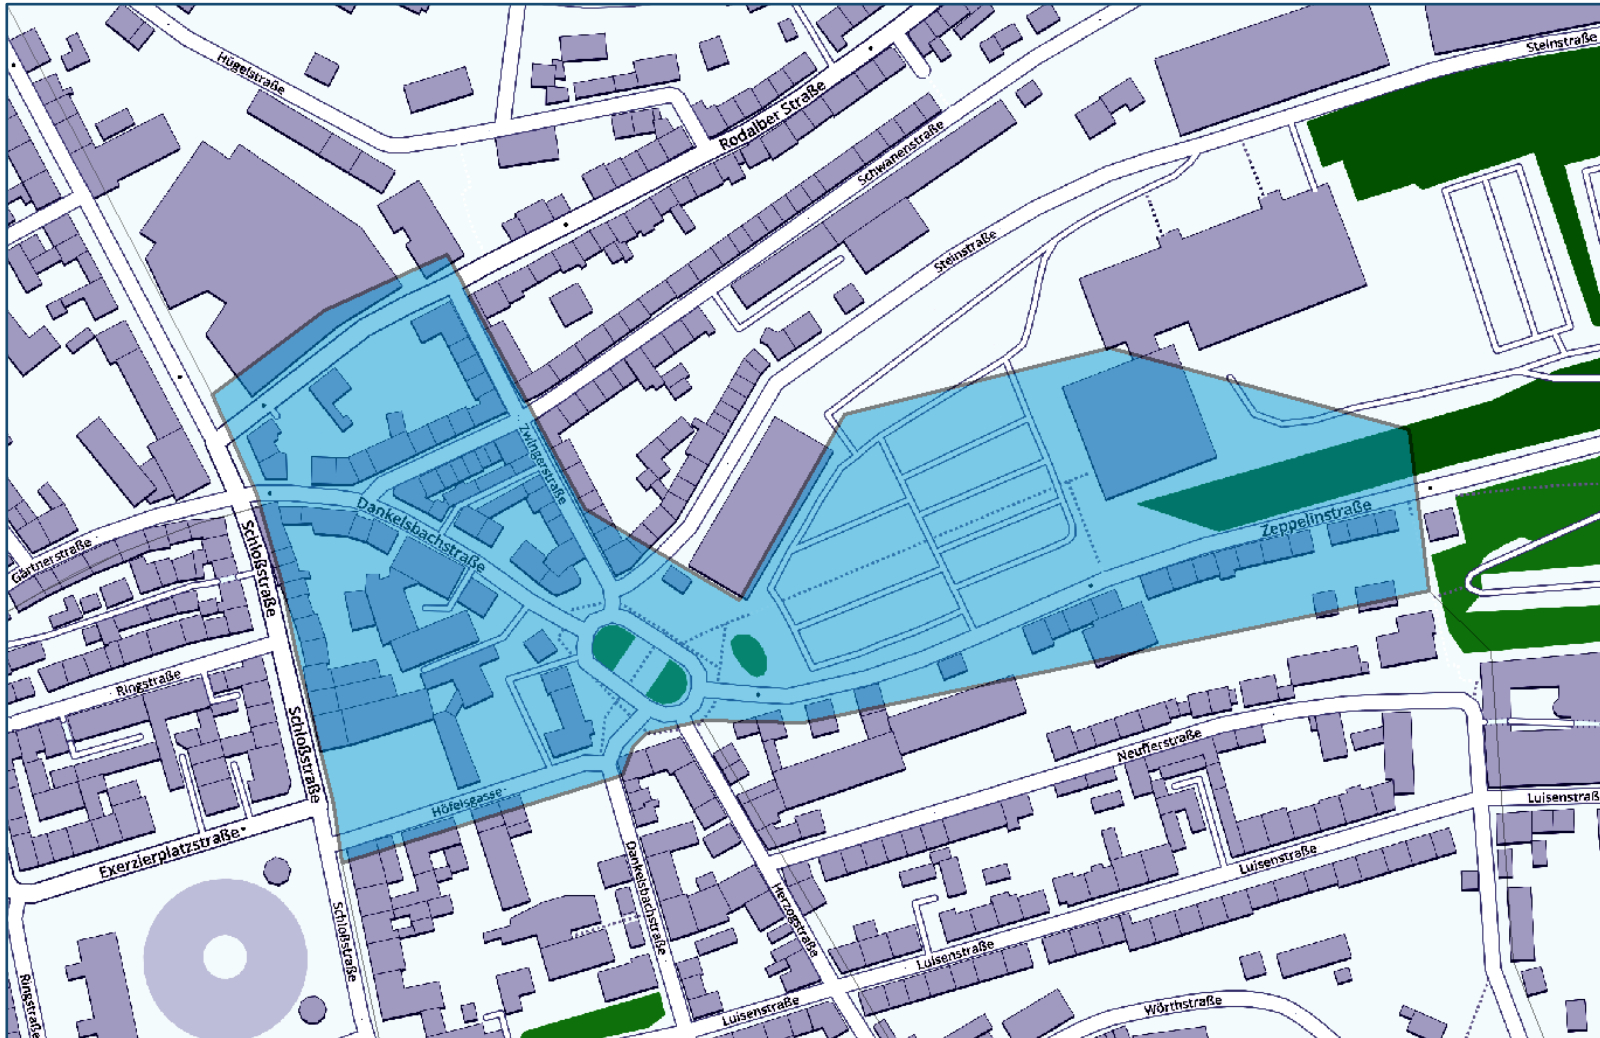 Steinstraße
Hügelstraße
Rodalber Straße
Schwanenstraße
Steinstraße
Zwingerstraße
Dankelsbachstraße
Zeppelinstraße
Gärtnerstraße
Schloßstraße
Ringstraße
Schloßstraße
Neufferstraße
Höfelsgasse
Luisenstraß
Exerzierplatzstraße
Luisenstraße
Dankelsbachstraße
Herzogstraße
Schloßstraße
Luisenstraße
Ringstraße
Luisenstraße
Wörthstraße